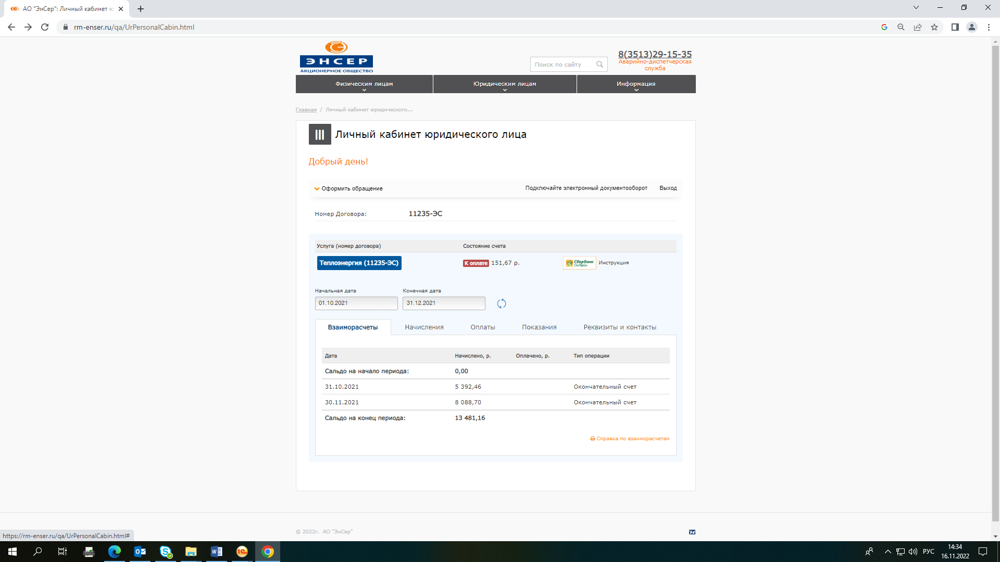 АО "ЭнСер": Личный кабинет ю
rm-enser.ru/qa/UrPersonalCabin.html
ЭНСЕР
АКЦИОНЕРНОЕ ОБЩЕСТВО
Поиск по сайту
8(3513)29-15-35
Аварийно-диспетчерская
служба
Физическим лицам
Юридическим лицам
Информация
Главная / Личный кабинет юридического...
Личный кабинет юридического лица
Добрый день!
Оформить обращение
Подключайте электронный документооборот
Выход
Номер Договора: 11235-ЭС
Услуга (номер договора) Состояние счета
Теплоэнергия (11235-ЭС) К оплате 151,67 р. Сбербанк Инструкция
ОнЛ@йн
Начальная дата Конечная дата
01.10.2021 31.12.2021
Взаиморасчеты Начисления Оплаты Показания Реквизиты и контакты
Дата Начислено, р. Оплачено, р. Тип операции
Сальдо на начало периода: 0,00
31.10.2021 5 392,46 Окончательный счет
30.11.2021 8 088,70 Окончательный счет
Сальдо на конец периода: 13 481,16
Справка по взаиморасчетам
© 2022г. АО "ЭнСер"
https://rm-enser.ru/qa/UrPersonalCabin.html#
РУС
14:34
16.11.2022